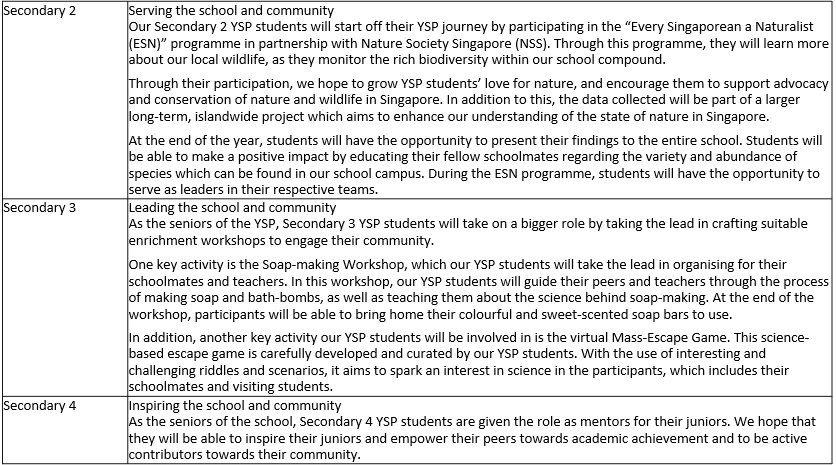 Secondary 2
Serving the school and community
Our Secondary 2 YSP students will start off their YSP journey by participating in the “Every Singaporean a Naturalist
(ESN)” programme in partnership with Nature Society Singapore (NSS). Through this programme, they will learn more
about our local wildlife, as they monitor the rich biodiversity within our school compound.
Through their participation, we hope to grow YSP students’ love for nature, and encourage them to support advocacy
and conservation of nature and wildlife in Singapore. In addition to this, the data collected will be part of a larger
long-term, islandwide project which aims to enhance our understanding of the state of nature in Singapore.
At the end of the year, students will have the opportunity to present their findings to the entire school. Students will
be able to make a positive impact by educating their fellow schoolmates regarding the variety and abundance of
species which can be found in our school campus. During the ESN programme, students will have the opportunity to
serve as leaders in their respective teams.
Secondary 3
Leading the school and community
As the seniors of the YSP, Secondary 3 YSP students will take on a bigger role by taking the lead in crafting suitable
enrichment workshops to engage their community.
One key activity is the Soap-making Workshop, which our YSP students will take the lead in organising for their
schoolmates and teachers. In this workshop, our YSP students will guide their peers and teachers through the process
of making soap and bath-bombs, as well as teaching them about the science behind soap-making. At the end of the
workshop, participants will be able to bring home their colourful and sweet-scented soap bars to use.
In addition, another key activity our YSP students will be involved in is the virtual Mass-Escape Game. This science-
based escape game is carefully developed and curated by our YSP students. With the use of interesting and
challenging riddles and scenarios, it aims to spark an interest in science in the participants, which includes their
schoolmates and visiting students.
Secondary 4
Inspiring the school and community
As the seniors of the school, Secondary 4 YSP students are given the role as mentors for their juniors. We hope that
they will be able to inspire their juniors and empower their peers towards academic achievement and to be active
contributors towards their community.